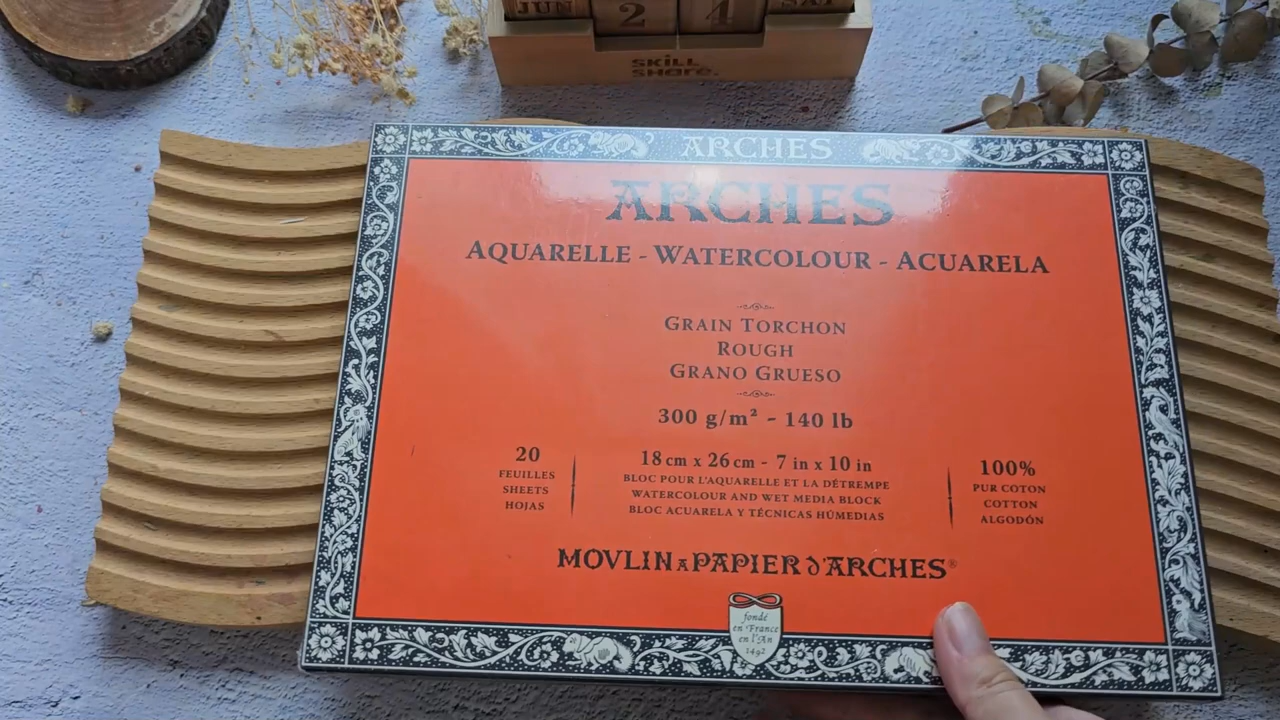 JUN 2 4 SAT
SKILL
SHARE.
ARCHES
ARCHES
AQUARELLE - WATERCOLOUR - ACUARELA
GRAIN TORCHON
ROUGH
GRANO GRUESO
300 g/m² - 140 lb
20
FEUILLES
SHEETS
HOJAS
18 cm x 26 cm - 7 in x 10 in
BLOC POUR L'AQUARELLE ET LA DÉTREMPE
WATERCOLOUR AND WET MEDIA BLOCK
BLOC ACUARELA Y TÉCNICAS HÚMEDIAS
100%
PUR COTON
COTTON
ALGODÓN
MOVLIN A PAPIER d'ARCHES®
fondé
en France
en l'An
1492